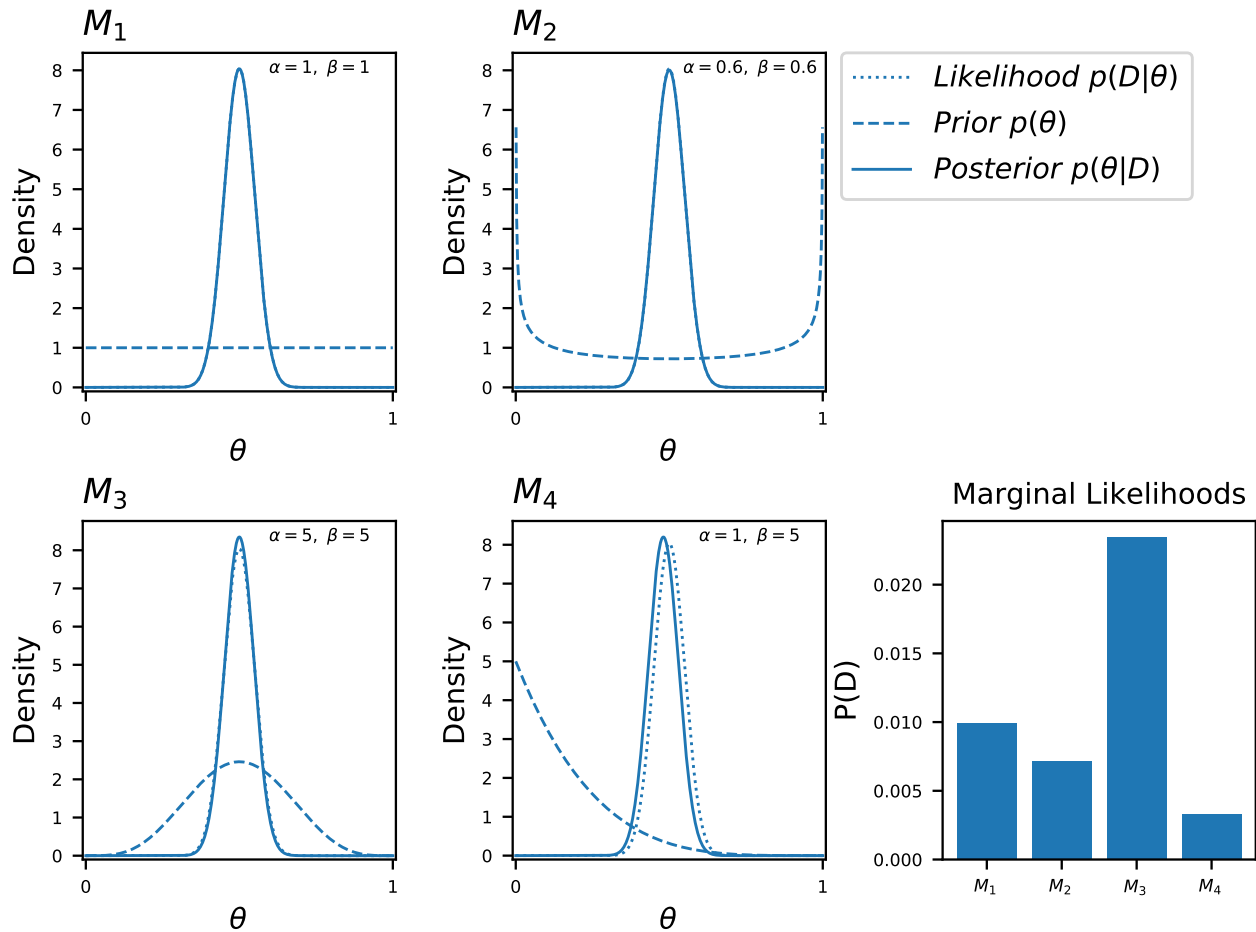 M₁
α = 1, β = 1
8
7
6
5
4
3
2
1
0
Density
0 1
θ
M₂
α=0.6, β=0.6
8
7
6
5
4
3
2
1
0
Density
0 1
θ
Likelihood p(D|θ)
Prior p(θ)
Posterior p(θ|D)
M₃
α = 5, β = 5
8
7
6
5
4
3
2
1
0
Density
0 1
θ
M₄
α = 1, β = 5
8
7
6
5
4
3
2
1
0
Density
0 1
θ
Marginal Likelihoods
0.020
0.015
0.010
0.005
0.000
P(D)
M₁ M₂ M₃ M₄